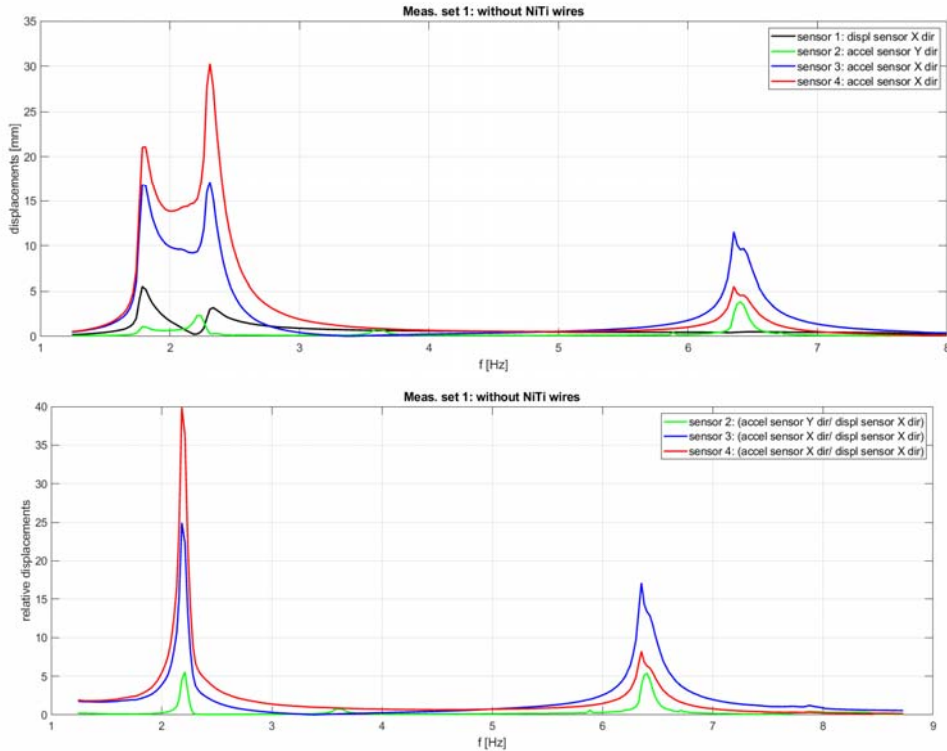 Meas. set 1: without NiTi wires
35
30
25
20
15
10
5
0
displacements [mm]
sensor 1: displ sensor X dir
sensor 2: accel sensor Y dir
sensor 3: accel sensor X dir
sensor 4: accel sensor X dir
1 2 3 4 5 6 7 8
f [Hz]
Meas. set 1: without NiTi wires
40
35
30
25
20
15
10
5
0
relative displacements
sensor 2: (accel sensor Y dir/ displ sensor X dir)
sensor 3: (accel sensor X dir/ displ sensor X dir)
sensor 4: (accel sensor X dir/ displ sensor X dir)
1 2 3 4 5 6 7 8 9
f [Hz]